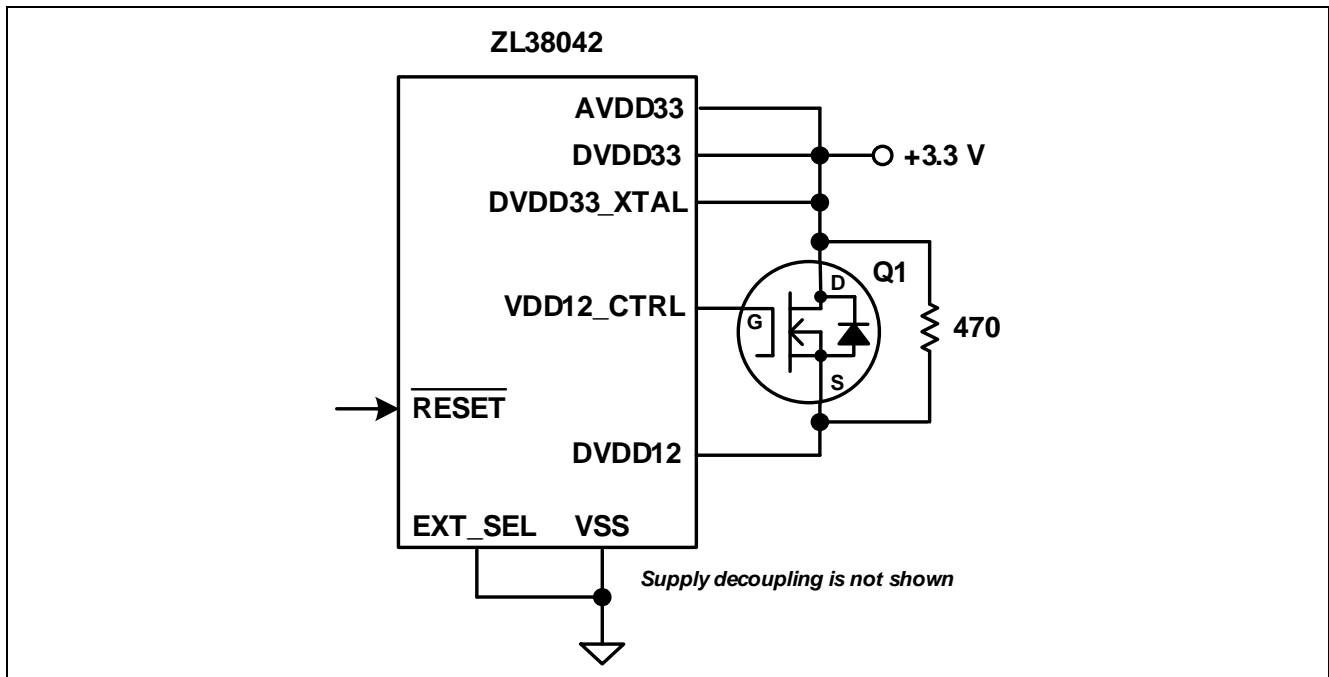 ZL38042
AVDD33
DVDD33
+3.3 V
DVDD33_XTAL
Q1
D
VDD12_CTRL
G
470
S
RESET
DVDD12
EXT_SEL VSS
Supply decoupling is not shown